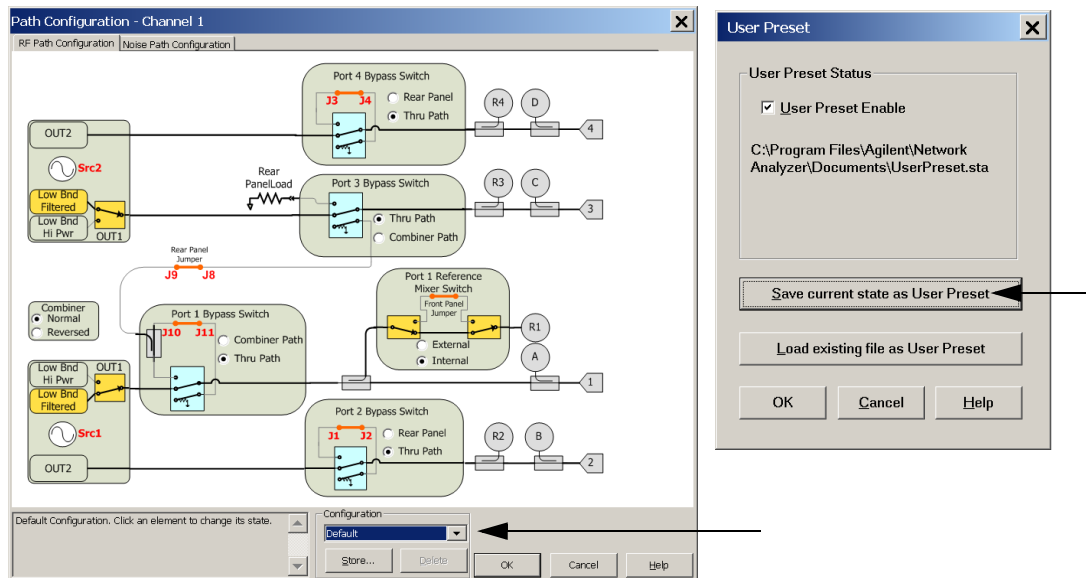 Path Configuration - Channel 1
RF Path Configuration
Noise Path Configuration
Port 4 Bypass Switch
J3 J4
Rear Panel
Thru Path
R4
D
4
OUT2
Src2
Low Bnd
Filtered
Low Bnd
Hi Pwr
OUT1
Rear
PanelLoad
Port 3 Bypass Switch
Thru Path
Combiner Path
R3
C
3
Rear Panel
Jumper
J9 J8
Port 1 Reference
Mixer Switch
Front Panel
Jumper
External
Internal
R1
A
1
Combiner
Normal
Reversed
Port 1 Bypass Switch
J10 J11
Combiner Path
Thru Path
Low Bnd
Hi Pwr
OUT1
Low Bnd
Filtered
Src1
OUT2
Port 2 Bypass Switch
J1 J2
Rear Panel
Thru Path
R2
B
2
Default Configuration. Click an element to change its state.
Configuration
Default
Store...
Delete
OK
Cancel
Help
User Preset
User Preset Status
User Preset Enable
C:\Program Files\Agilent\Network
Analyzer\Documents\UserPreset.sta
Save current state as User Preset
Load existing file as User Preset
OK
Cancel
Help